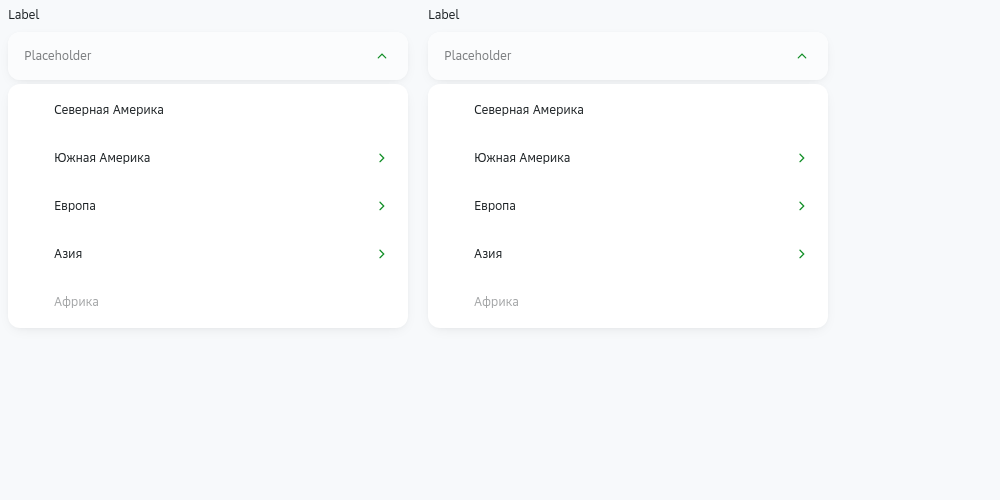 Label
Placeholder
Северная Америка
Южная Америка
Европа
Азия
Африка
Label
Placeholder
Северная Америка
Южная Америка
Европа
Азия
Африка